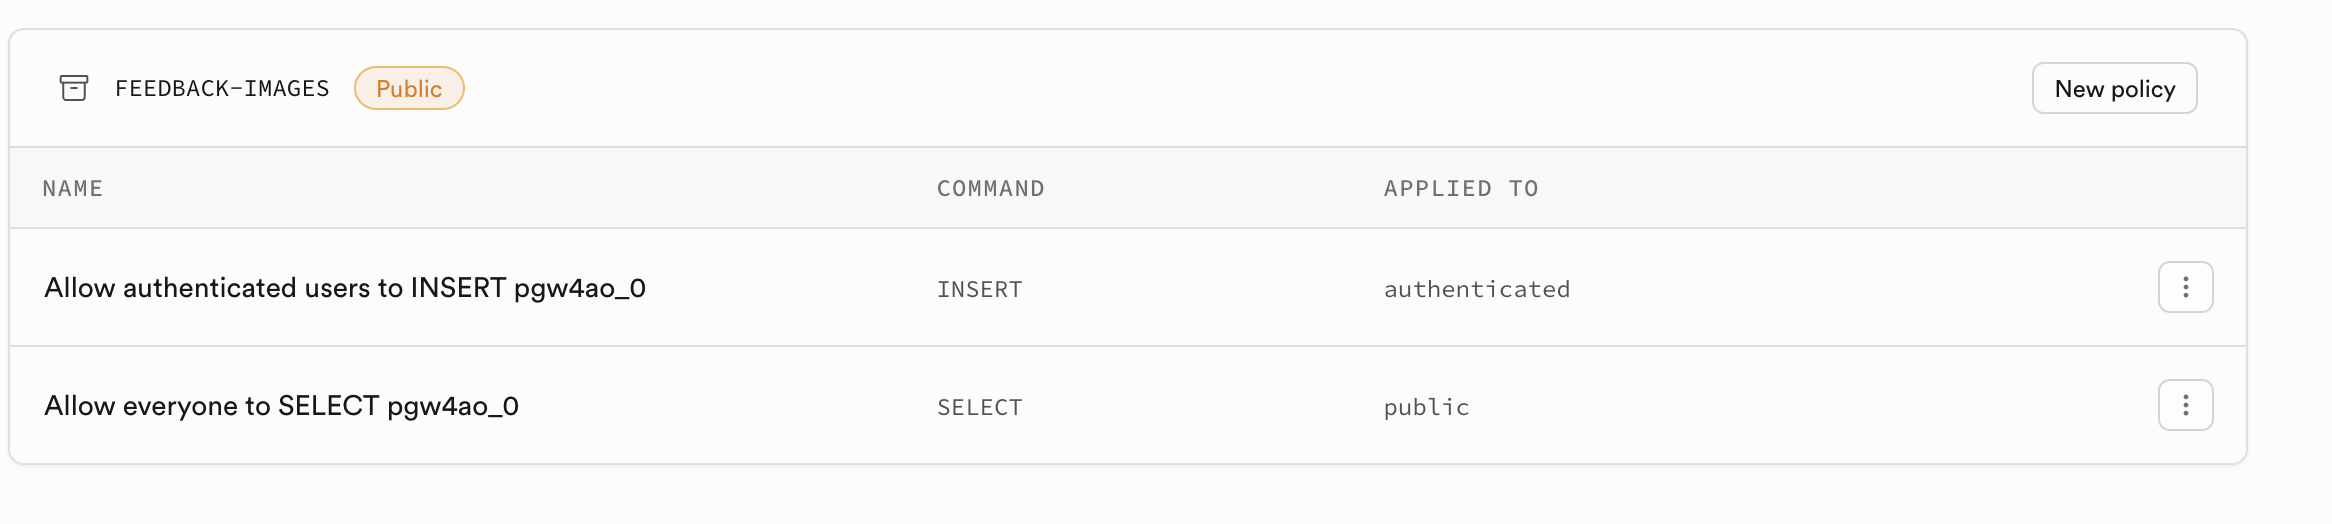 FEEDBACK-IMAGES Public New policy
NAME COMMAND APPLIED TO
Allow authenticated users to INSERT pgw4ao_0 INSERT authenticated
Allow everyone to SELECT pgw4ao_0 SELECT public